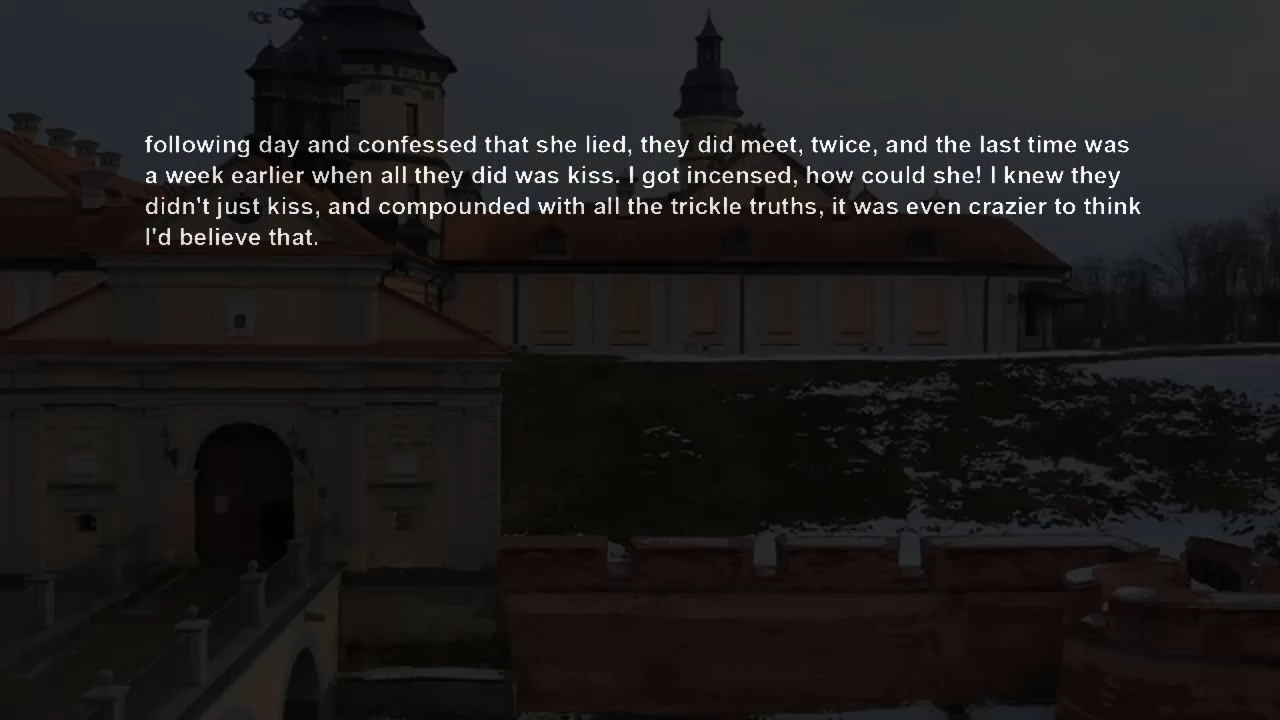 following day and confessed that she lied, they did meet, twice, and the last time was
a week earlier when all they did was kiss. I got incensed, how could she! I knew they
didn't just kiss, and compounded with all the trickle truths, it was even crazier to think
I'd believe that.